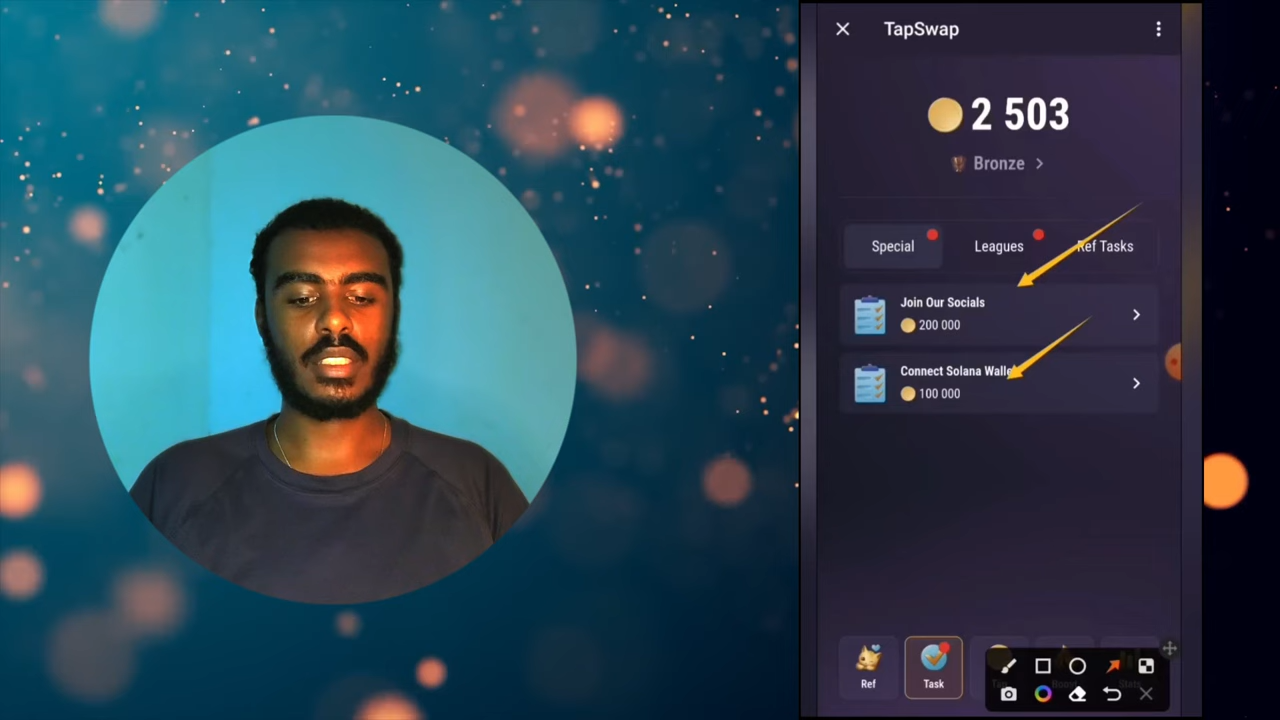 TapSwap
2 503
Bronze
Special
Leagues
Ref Tasks
Join Our Socials
200 000
Connect Solana
100 000
Ref
Task